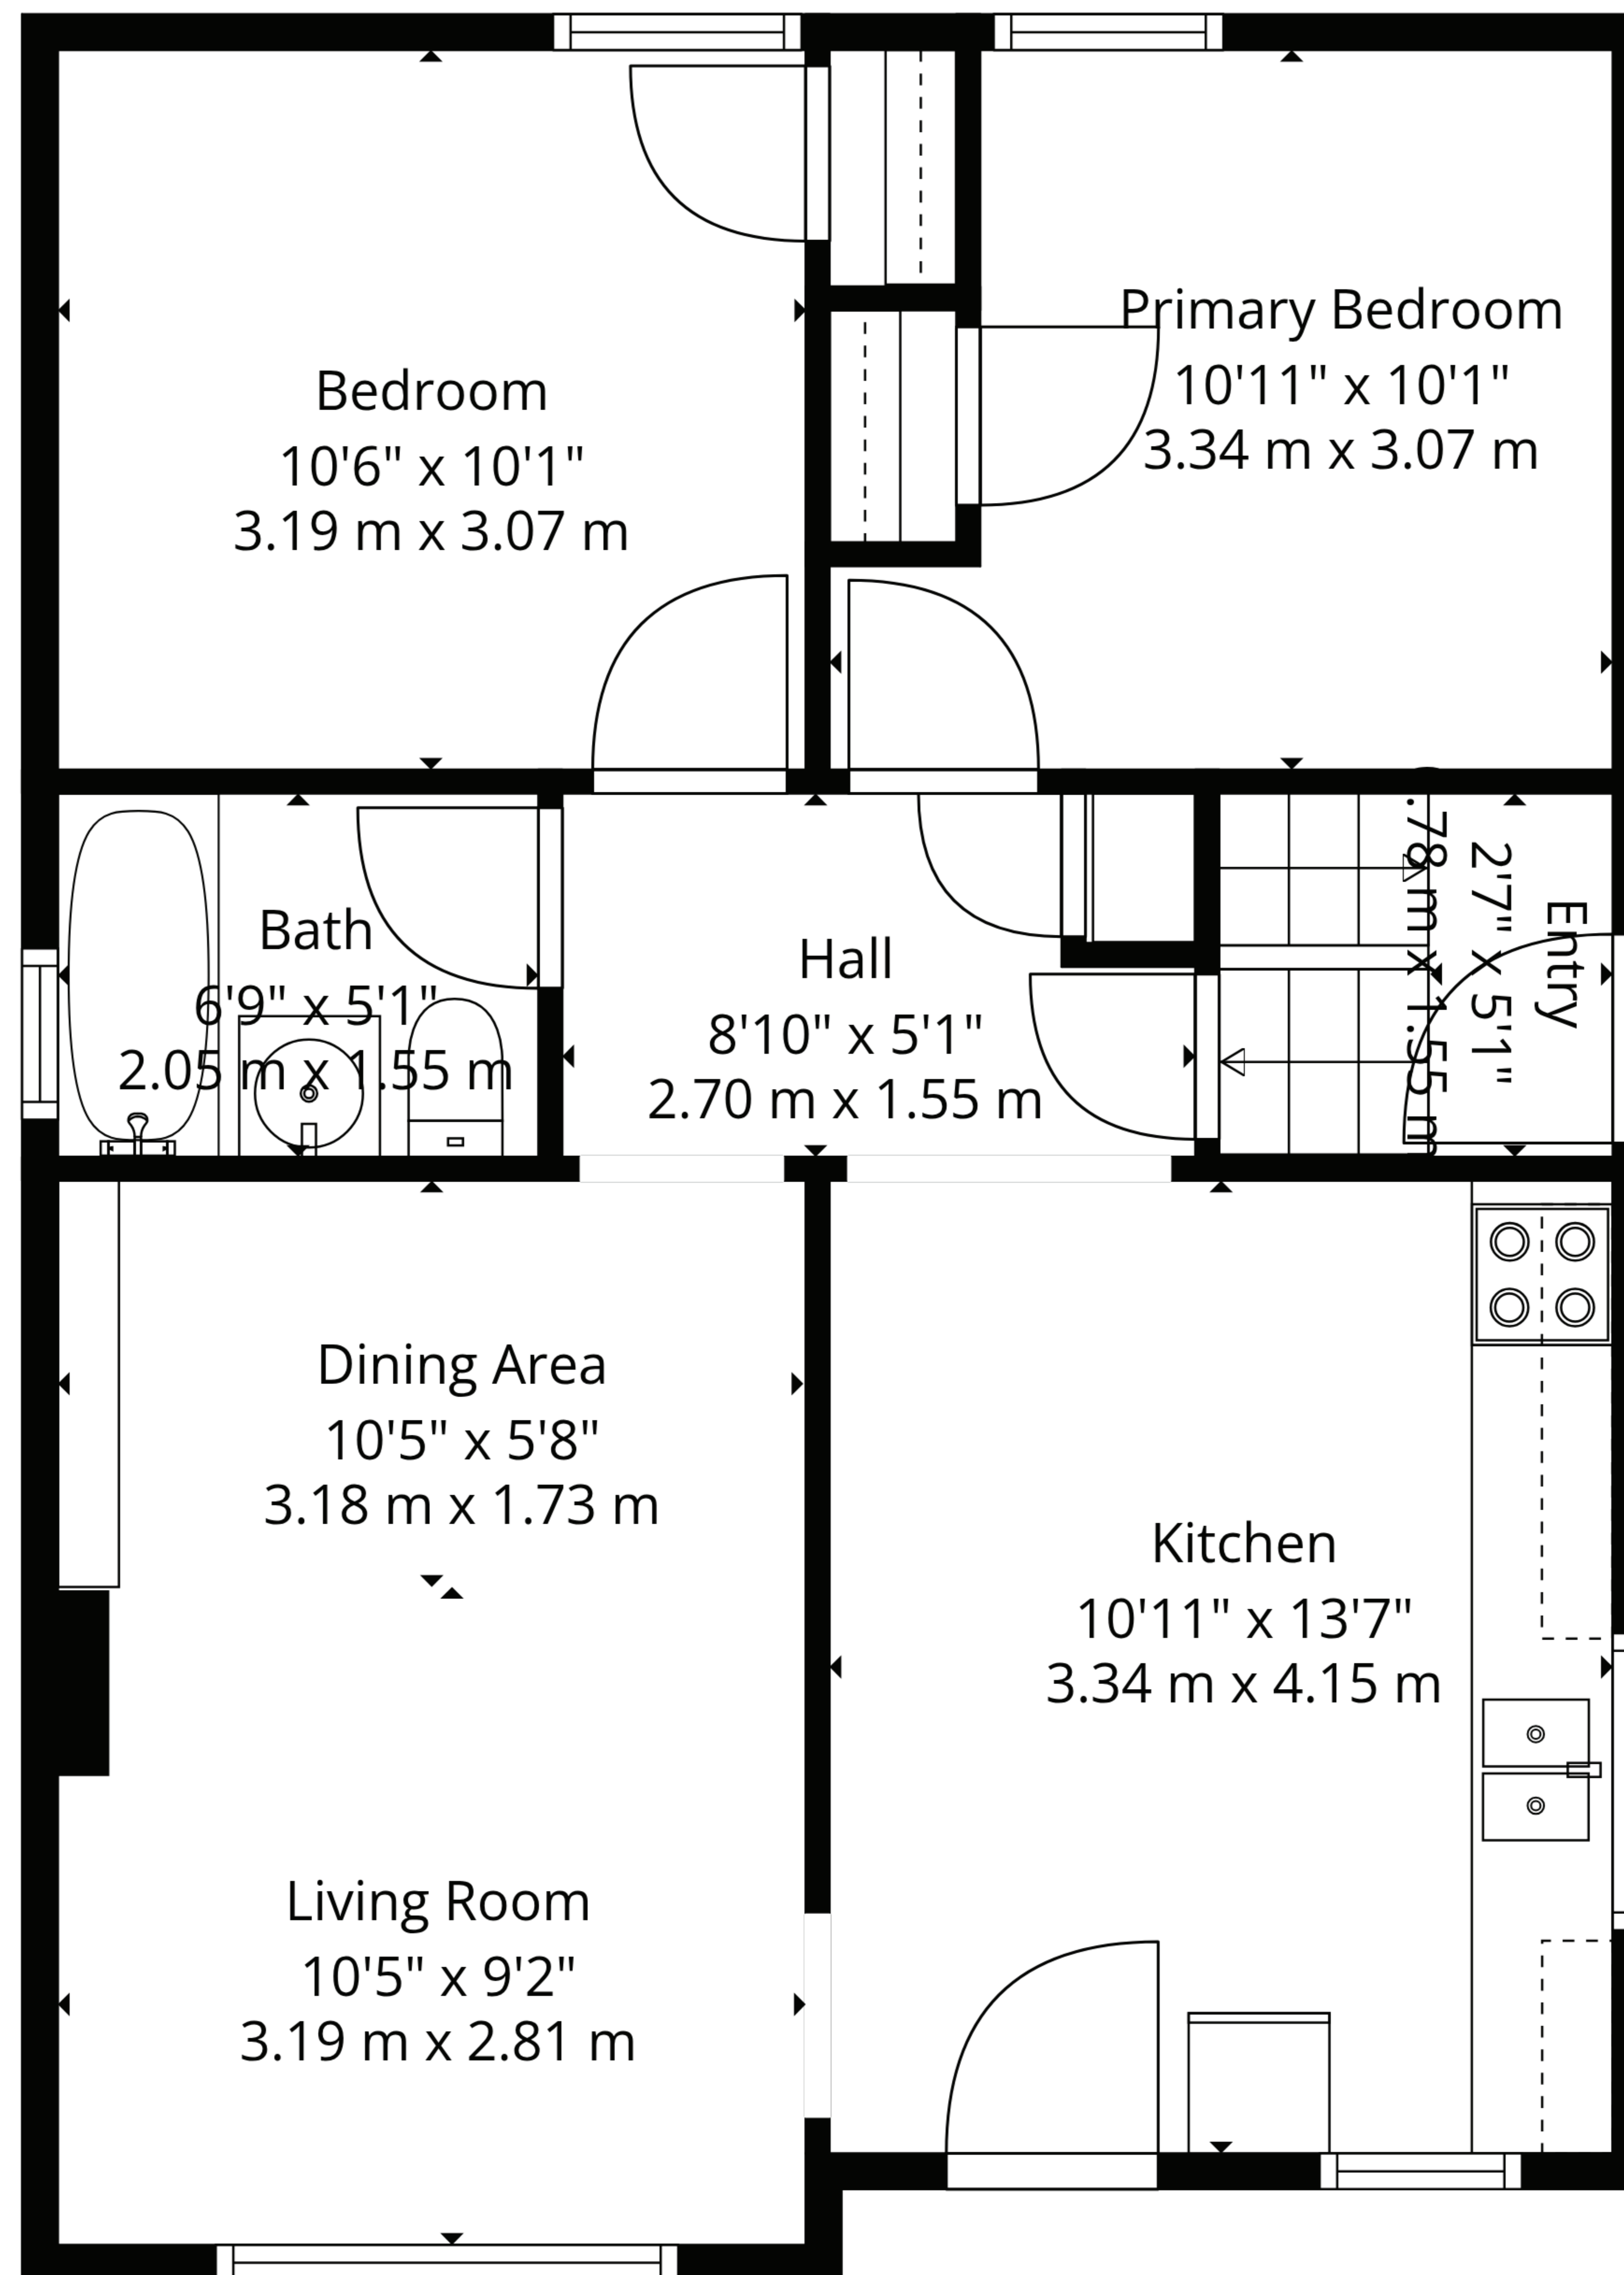 Primary Bedroom
10'11" x 10'1"
3.34 m x 3.07 m
Bedroom
10'6" x 10'1"
3.19 m x 3.07 m
Bath
6'9" x 5'1"
2.05 m x 1.55 m
Hall
8'10" x 5'1"
2.70 m x 1.55 m
Entry
2'7" x 5'1"
.78 m x 1.55 m
Dining Area
10'5" x 5'8"
3.18 m x 1.73 m
Kitchen
10'11" x 13'7"
3.34 m x 4.15 m
Living Room
10'5" x 9'2"
3.19 m x 2.81 m